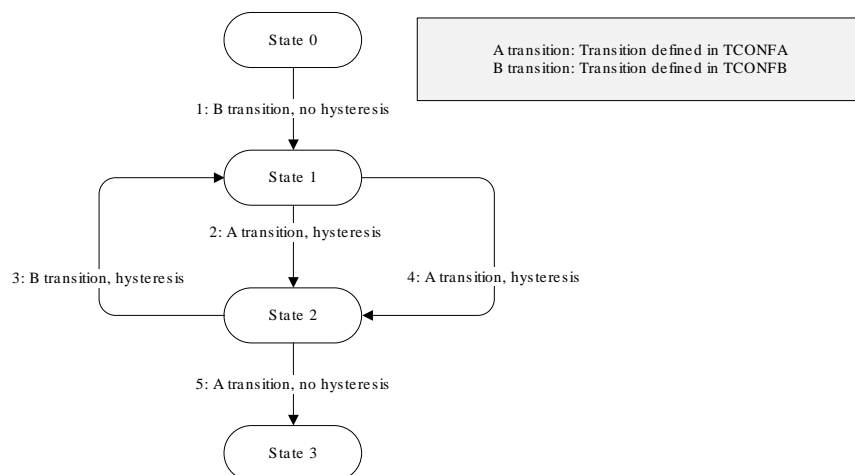 State 0
A transition: Transition defined in TCONFA
B transition: Transition defined in TCONFB
1: B transition, no hysteresis
State 1
2: A transition, hysteresis
3: B transition, hysteresis
4: A transition, hysteresis
State 2
5: A transition, no hysteresis
State 3